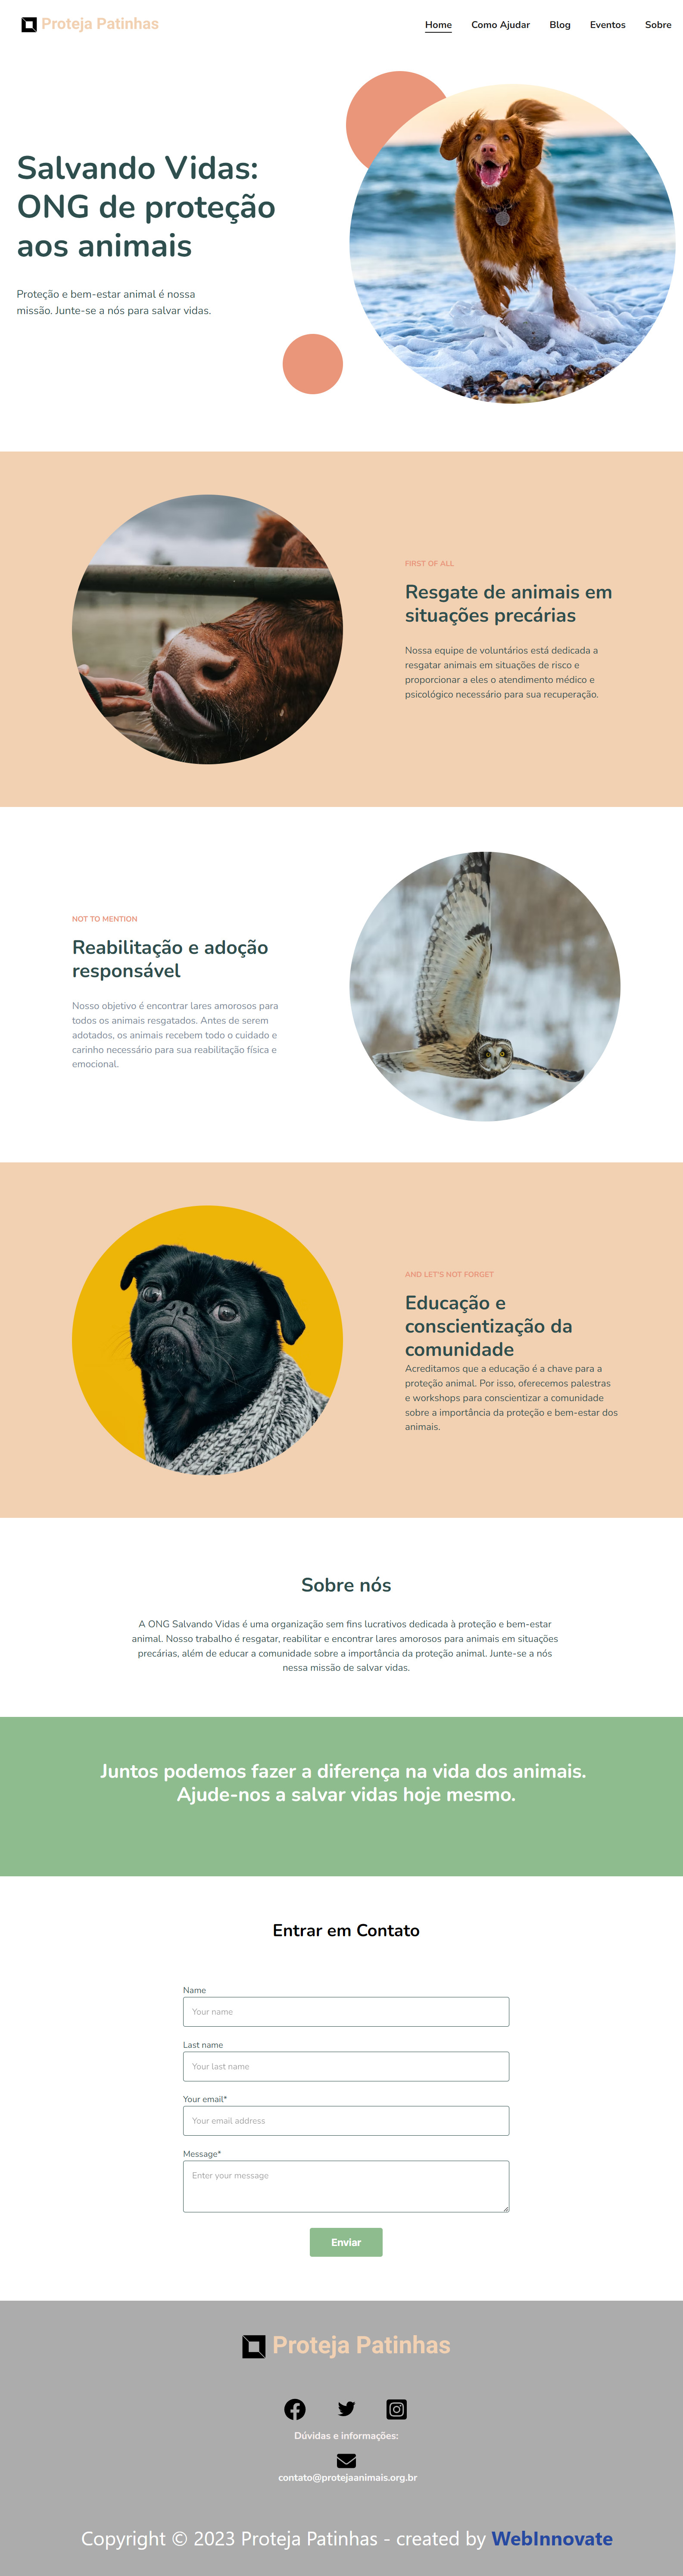 Proteja Patinhas
Home Como Ajudar Blog Eventos Sobre
Salvando Vidas:
ONG de proteção
aos animais
Proteção e bem-estar animal é nossa
missão. Junte-se a nós para salvar vidas.
FIRST OF ALL
Resgate de animais em
situações precárias
Nossa equipe de voluntários está dedicada a
resgatar animais em situações de risco e
proporcionar a eles o atendimento médico e
psicológico necessário para sua recuperação.
NOT TO MENTION
Reabilitação e adoção
responsável
Nosso objetivo é encontrar lares amorosos para
todos os animais resgatados. Antes de serem
adotados, os animais recebem todo o cuidado e
carinho necessário para sua reabilitação física e
emocional.
AND LET'S NOT FORGET
Educação e
conscientização da
comunidade
Acreditamos que a educação é a chave para a
proteção animal. Por isso, oferecemos palestras
e workshops para conscientizar a comunidade
sobre a importância da proteção e bem-estar dos
animais.
Sobre nós
A ONG Salvando Vidas é uma organização sem fins lucrativos dedicada à proteção e bem-estar
animal. Nosso trabalho é resgatar, reabilitar e encontrar lares amorosos para animais em situações
precárias, além de educar a comunidade sobre a importância da proteção animal. Junte-se a nós
nessa missão de salvar vidas.
Juntos podemos fazer a diferença na vida dos animais.
Ajude-nos a salvar vidas hoje mesmo.
Entrar em Contato
Name
Your name
Last name
Your last name
Your email*
Your email address
Message*
Enter your message
Enviar
Proteja Patinhas
Dúvidas e informações:
contato@protejaanimais.org.br
Copyright © 2023 Proteja Patinhas - created by WebInnovate